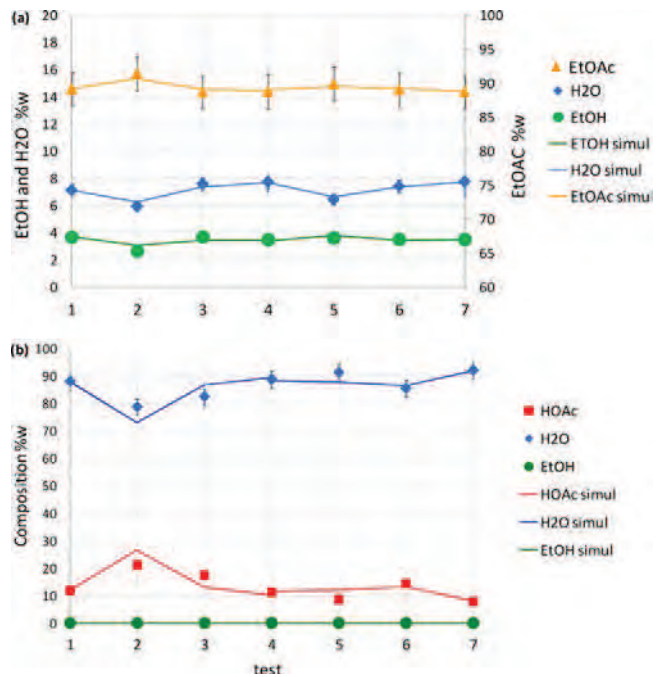 (a)
20
18
16
14
12
10
8
6
4
2
0
EtOH and H2O %w
100
95
90
85
80
75
70
65
60
EtOAC %w
1 2 3 4 5 6 7
EtOAc
H2O
EtOH
ETOH simul
H2O simul
EtOAc simul
(b)
100
90
80
70
60
50
40
30
20
10
0
Composition %w
1 2 3 4 5 6 7
test
HOAc
H2O
EtOH
HOAc simul
H2O simul
EtOH simul